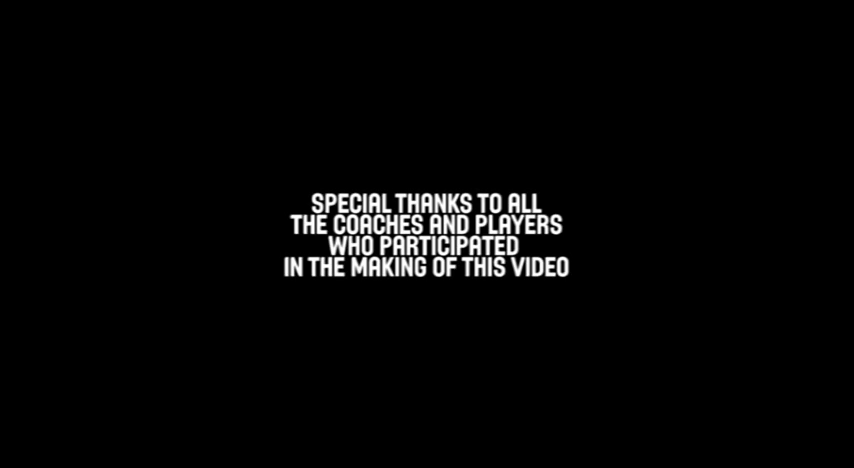 SPECIAL THANKS TO ALL
THE COACHES AND PLAYERS
WHO PARTICIPATED
IN THE MAKING OF THIS VIDEO